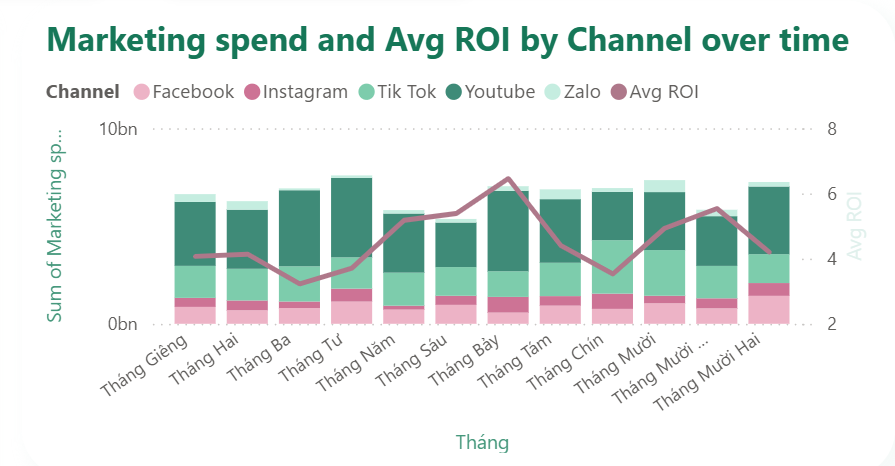 Marketing spend and Avg ROI by Channel over time
Channel Facebook Instagram Tik Tok Youtube Zalo Avg ROI
10bn
0bn
Sum of Marketing sp...
8
6
4
2
Avg ROI
Tháng Giêng
Tháng Hai
Tháng Ba
Tháng Tư
Tháng Năm
Tháng Sáu
Tháng Bảy
Tháng Tám
Tháng Chín
Tháng Mười
Tháng Mười ...
Tháng Mười Hai
Tháng